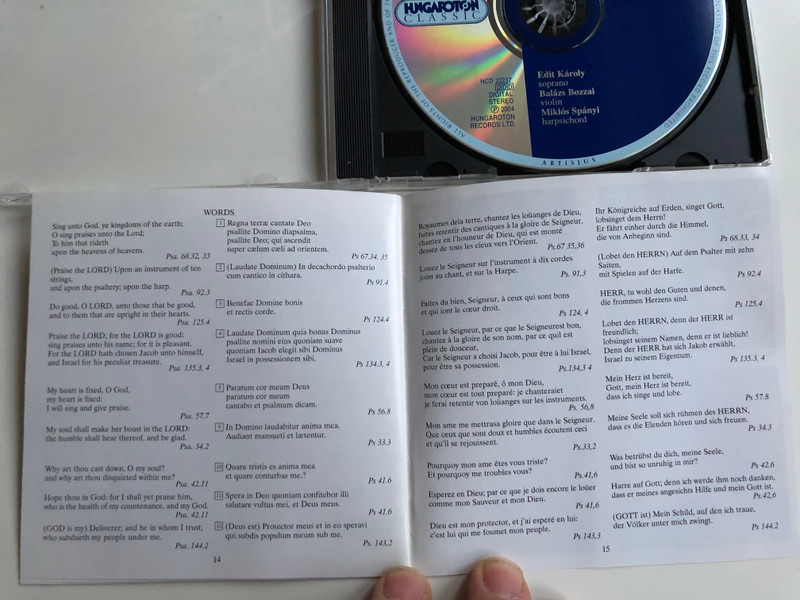 HUNGAROTON
CLASSIC
ALL RIGHTS OF THE PRODUCER AND OF THE
ARTISJUS
HCD 32237
DIGITAL
STEREO
Ⓟ 2004
HUNGAROTON
RECORDS LTD.
Edit Károly
soprano
Balázs Bozzai
violin
Miklós Spányi
harpsichord
WORDS
Sing unto God, ye kingdoms of the earth;
O sing praises unto the Lord;
To him that rideth
upon the heavens of heavens.
Psa. 68.32, 33
(Praise the LORD) Upon an instrument of ten
strings,
and upon the psaltery; upon the harp.
Psa. 92.3
Do good, O LORD, unto those that be good,
and to them that are upright in their hearts.
Psa. 125.4
Praise the LORD; for the LORD is good:
sing praises unto his name; for it is pleasant.
For the LORD hath chosen Jacob unto himself,
and Israel for his peculiar treasure.
Psa. 135.3, 4
My heart is fixed, O God,
my heart is fixed:
I will sing and give praise.
Psa. 57.7
My soul shall make her boast in the LORD:
the humble shall hear thereof, and be glad.
Psa. 34.2
Why art thou cast down, O my soul?
and why art thou disquieted within me?
Psa. 42.11
Hope thou in God: for I shall yet praise him,
who is the health of my countenance, and my God.
Psa. 42.11
(GOD is my) Deliverer; and he in whom I trust;
who subdueth my people under me.
Psa. 144.2
1 Regna terræ cantate Deo
psallite Domino diapsalma,
psallite Deo; qui ascendit
super cælum cæli ad orientem.
Ps 67.34, 35
2 (Laudate Dominum) In decachordo psalterio
cum cantico in cithara.
Ps 91.4
3 Benefac Domine bonis
et rectis corde.
Ps 124.4
4 Laudate Dominum quia bonus Dominus
psallite nomini eius quoniam suave
quoniam Iacob elegit sibi Dominus
Israel in possessionem sibi.
Ps 134.3, 4
5 Paratum cor meum Deus
paratum cor meum
cantabo et psalmum dicam.
Ps 56.8
9 In Domino laudabitur anima mea.
Audiant mansueti et lætentur.
Ps 33.3
10 Quare tristis es anima mea
et quare conturbas me.?
Ps 41.6
11 Spera in Deo quoniam confitebor illi
salutare vultus mei, et Deus meus.
Ps 41.6
12 (Deus est) Protector meus et in eo speravi
qui subdis populum meum sub me.
Ps. 143.2
14
Royaumes dela terre, chantez les loüanges de Dieu,
faites retentir des cantiques à la gloire de Seigneur,
chantez en l'houneur de Dieu, qui est monté
dessez de tous les cieux vers l'Orient.
Ps.67 35,36
Louez le Seigneur sur l'instrument à dix cordes
joint au chant, et sur la Harpe.
Ps. 91,3
Faites du bien, Seigneur, à ceux qui sont bons
et qui iont le cœur droit.
Ps 124, 4
Louez le Seigneur, par ce que le Seigneurest bon,
chantez à la gloire de son nom, par ce quil est
plein de douceur,
Car le Seigneur a choisi Jacob, pour être à lui Israel,
pour être sa possession.
Ps.134,3 4
Mon cœur est preparé, ô mon Dieu,
mon cœur est tout preparé: je chanteraiet
je ferai retentir von loüanges sur les instruments.
Ps. 56,8
Mon ame me mettrasa gloire que dans le Seigneur.
Que ceux que sont doux et humbles écoutent ceci
et qu'il se rejouissent.
Ps.33,2
Pourquoy mon ame êtes vous triste?
Et pourquoy me troubles vous?
Ps 41,6
Esperez en Dieu; par ce que je dois encore le loüer
comme mon Sauveur et mon Dieu.
Ps 41,6
Dieu est mon protector, et j'ai esperé en lui:
c'est lui qui me foumet mon peuple.
Ps 143,3
Ihr Königreiche auf Erden, singet Gott,
lobsinget dem Herrn!
Er fährt einher durch die Himmel,
die von Anbeginn sind.
Ps 68.33, 34
(Lobet den HERRN) Auf dem Psalter mit zehn
Saiten,
mit Spielen auf der Harfe.
Ps 92.4
HERR, tu wohl den Guten und denen,
die frommen Herzens sind.
Ps 125.4
Lobet den HERRN, denn der HERR ist
freundlich;
lobsinget seinem Namen, denn er ist lieblich!
Denn der HERR hat sich Jakob erwählt,
Israel zu seinem Eigentum.
Ps 135.3, 4
Mein Herz ist bereit,
Gott, mein Herz ist bereit,
dass ich singe und lobe.
Ps 57.8
Meine Seele soll sich rühmen des HERRN,
dass es die Elenden hören und sich freuen.
Ps 34.3
Was betrübst du dich, meine Seele,
und bist so unruhig in mir?
Ps 42.6
Harre auf Gott; denn ich werde ihm noch danken,
dass er meines angesichts Hilfe und mein Gott ist.
Ps 42,6
(GOTT ist) Mein Schild, auf den ich traue,
der Völker unter mich zwingt.
Ps 144.2
15